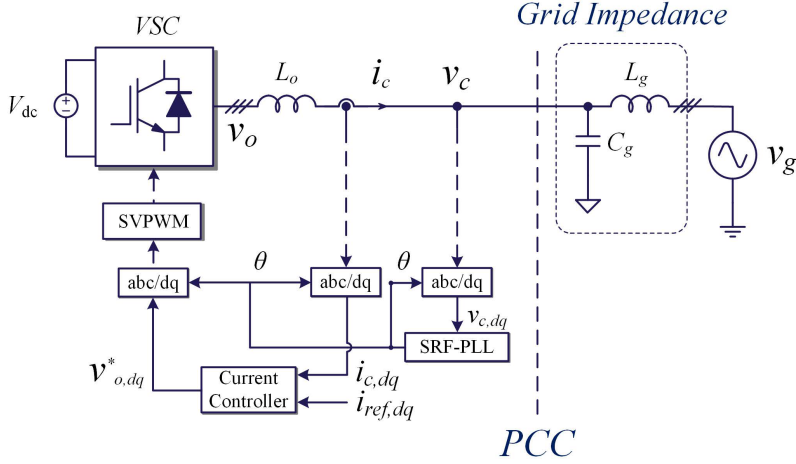 Grid Impedance
VSC
V_dc
L_o
i_c
v_c
L_g
v_o
C_g
v_g
SVPWM
θ
θ
abc/dq
abc/dq
abc/dq
v_c,dq
SRF-PLL
v*_o,dq
Current
Controller
i_c,dq
i_ref,dq
PCC